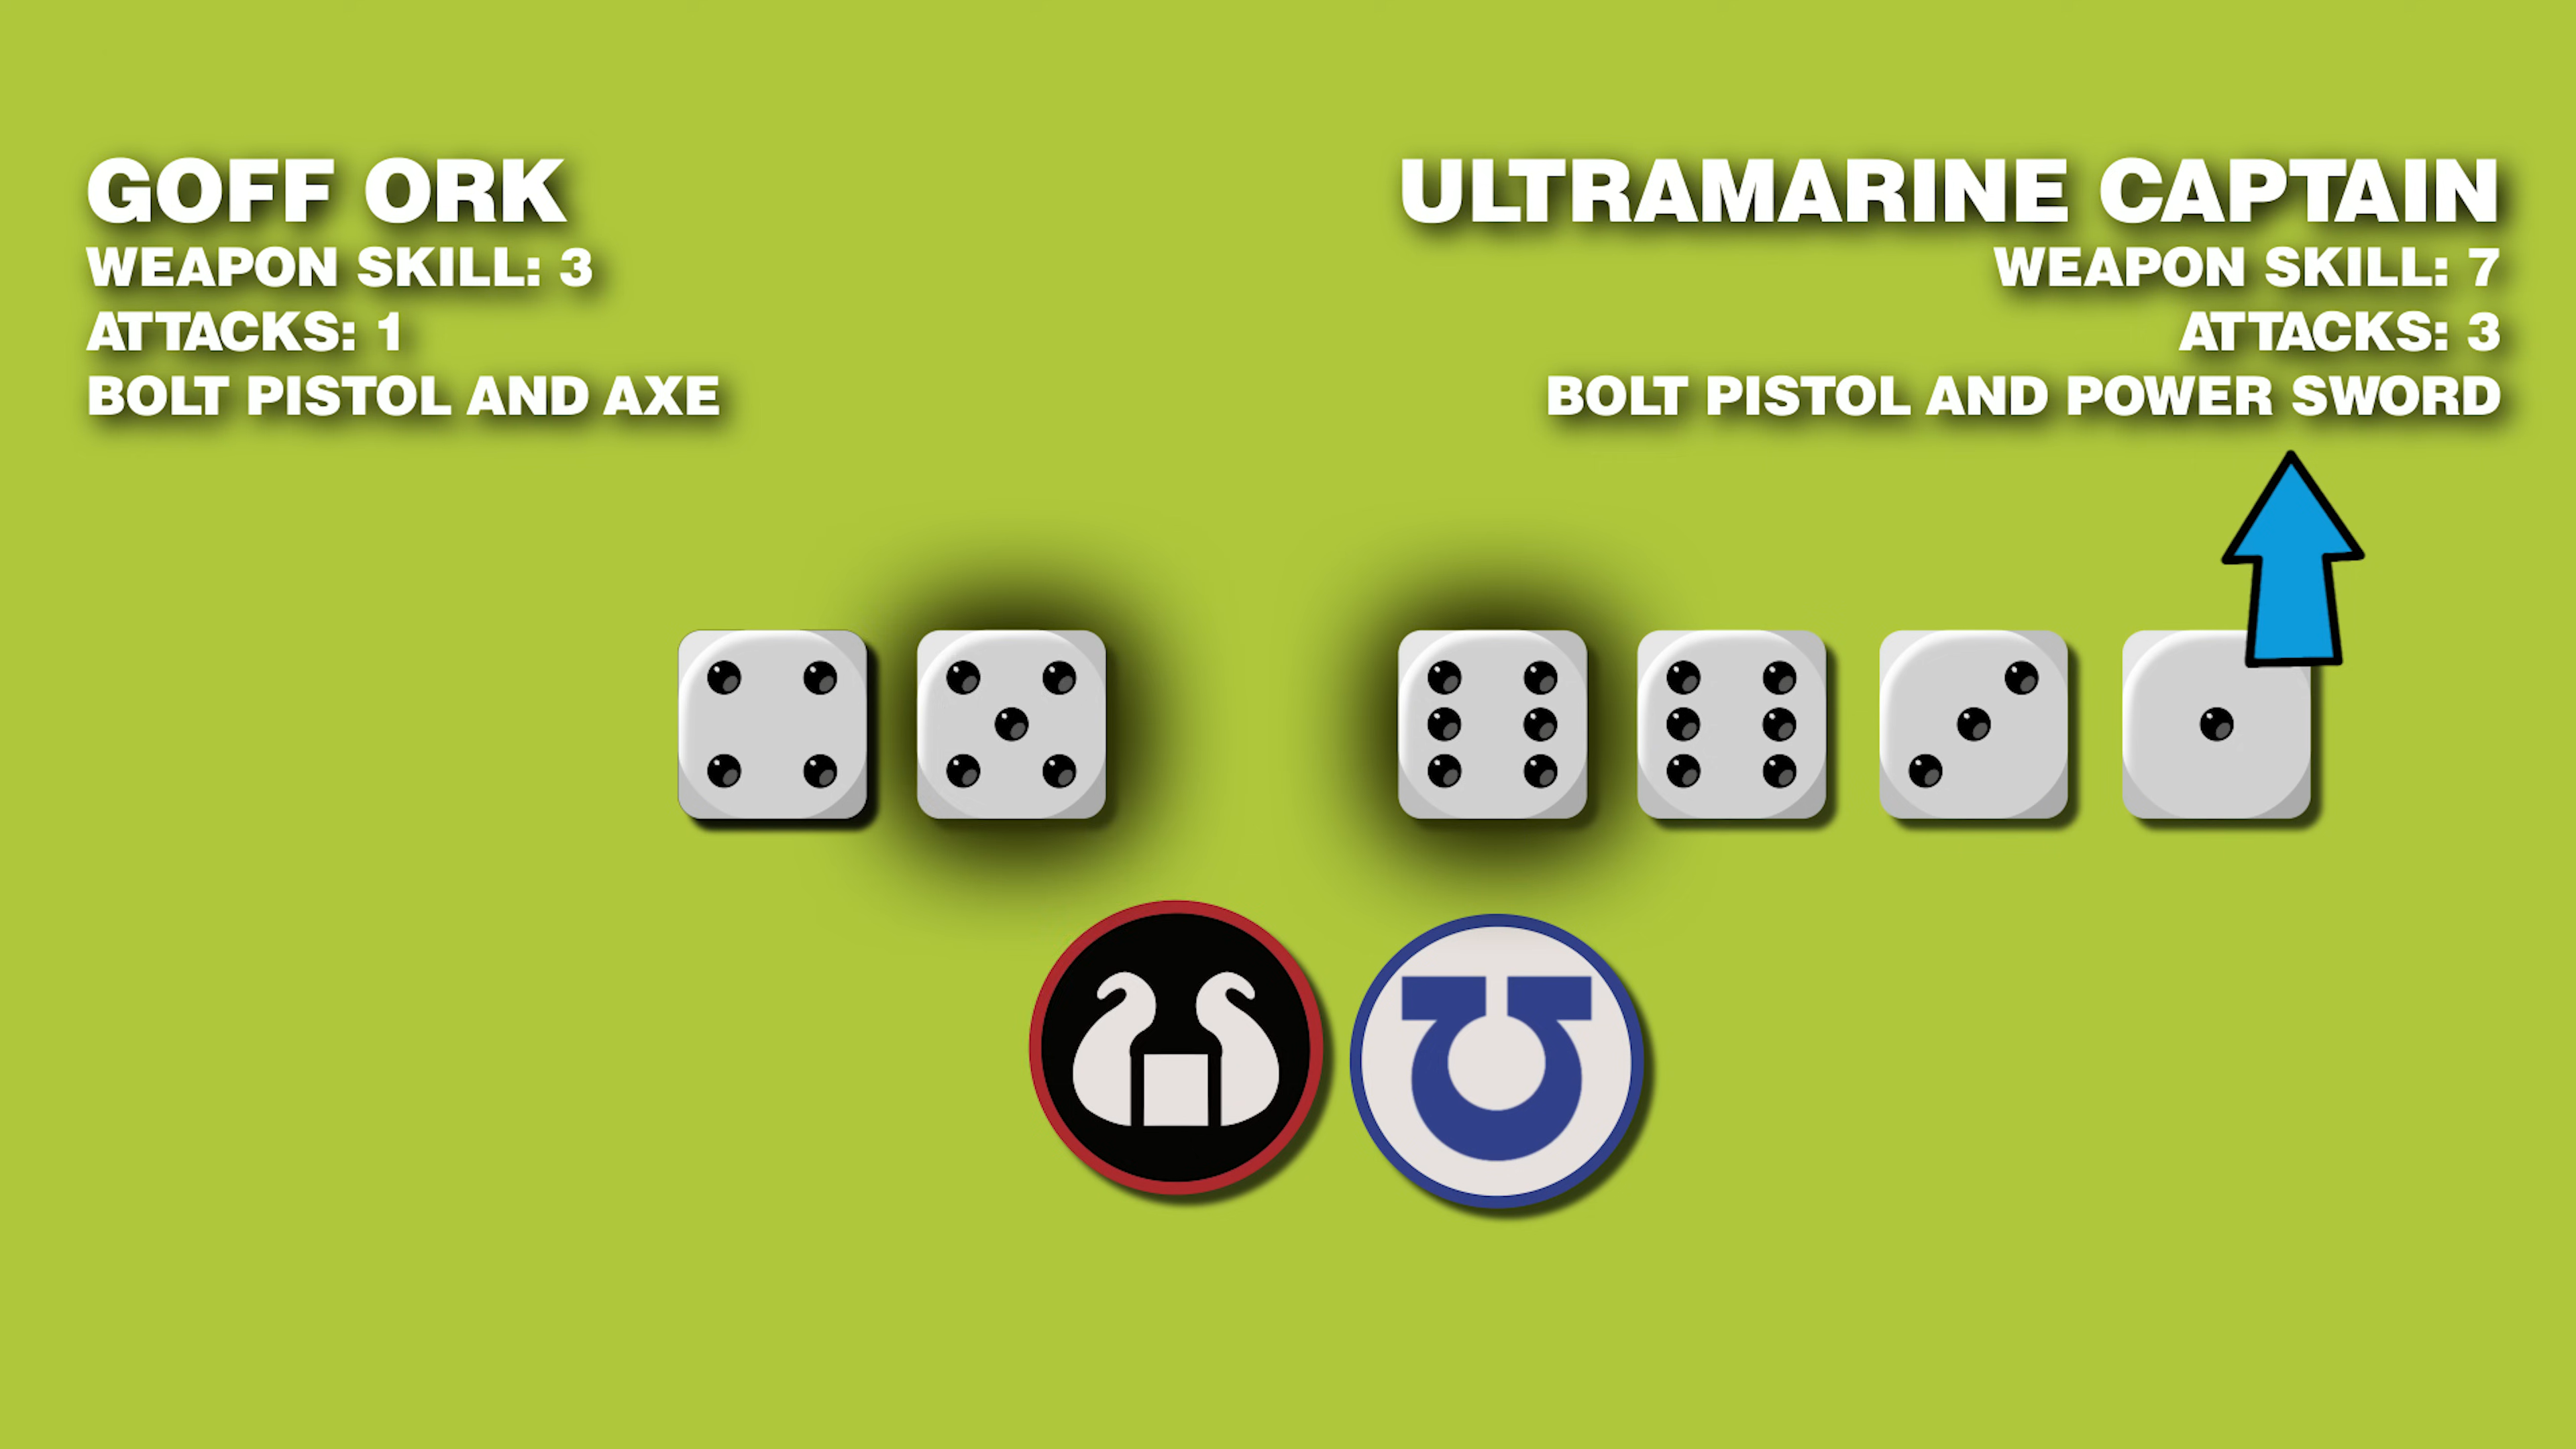 GOFF ORK
WEAPON SKILL: 3
ATTACKS: 1
BOLT PISTOL AND AXE
ULTRAMARINE CAPTAIN
WEAPON SKILL: 7
ATTACKS: 3
BOLT PISTOL AND POWER SWORD